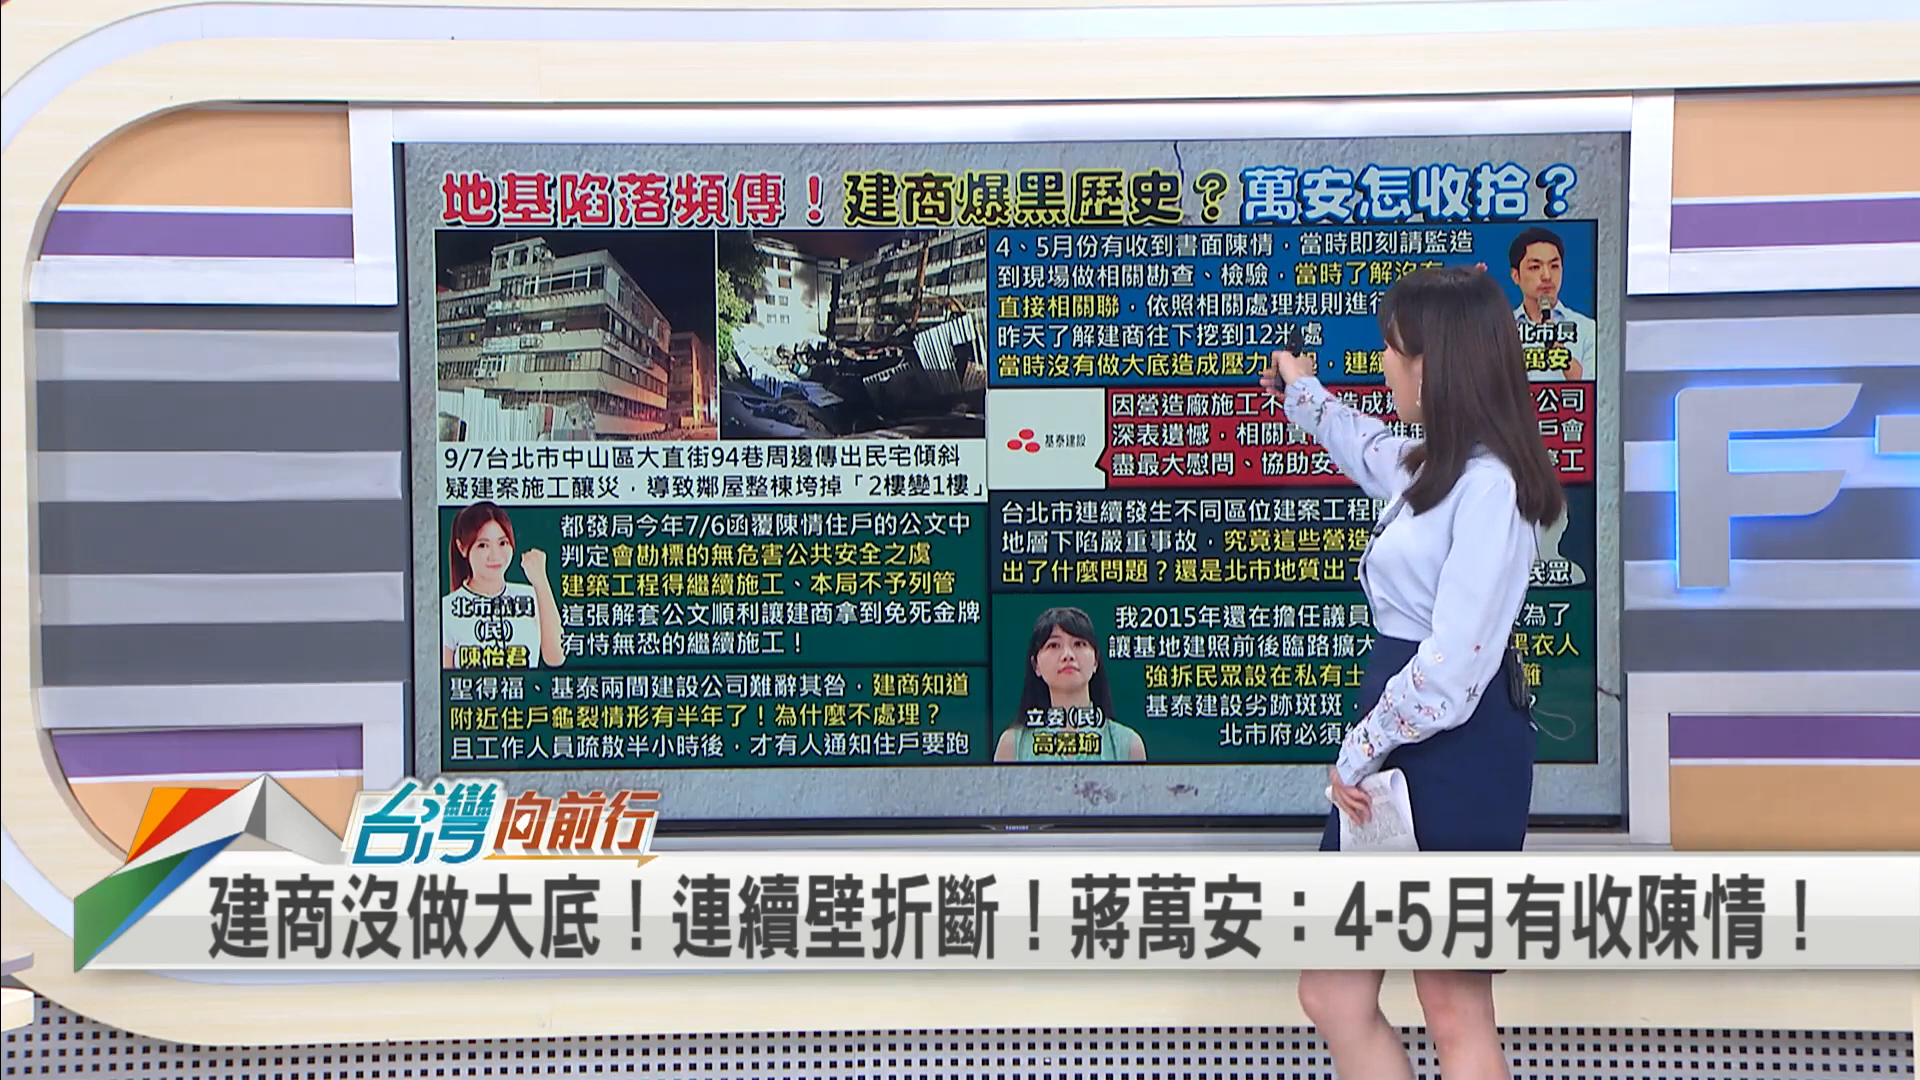 地基陷落頻傳！建商爆黑歷史？萬安怎收拾？
9/7台北市中山區大直街94巷周邊傳出民宅傾斜
疑建案施工釀災，導致鄰屋整棟垮掉「2樓變1樓」
都發局今年7/6函覆陳情住戶的公文中
判定會勘標的無危害公共安全之虞
建築工程得繼續施工、本局不予列管
這張解套公文順利讓建商拿到免死金牌
有恃無恐的繼續施工！
北市議員
(民)
陳怡君
聖得福、基泰兩間建設公司難辭其咎，建商知道
附近住戶龜裂情形有半年了！為什麼不處理？
且工作人員疏散半小時後，才有人通知住戶要跑
4、5月份有收到書面陳情，當時即刻請監造
到現場做相關勘查、檢驗，當時了解沒有
直接相關聯，依照相關處理規則進行
昨天了解建商往下挖到12米處
當時沒有做大底造成壓力 ，連續
北市長
萬安
基泰建設
因營造廠施工不 造成 公司
深表遺憾，相關責 戶會
盡最大慰問、協助安 工
台北市連續發生不同區位建案工程
地層下陷嚴重事故，究竟這些營造
出了什麼問題？還是北市地質出了
民眾
我2015年還在擔任議員 為了
讓基地建照前後臨路擴大 黑衣人
強拆民眾設在私有土 籬
基泰建設劣跡斑斑， ？
北市府必須
立委(民)
高嘉瑜
SAMSUNG
台灣向前行
建商沒做大底！連續壁折斷！蔣萬安：4-5月有收陳情！